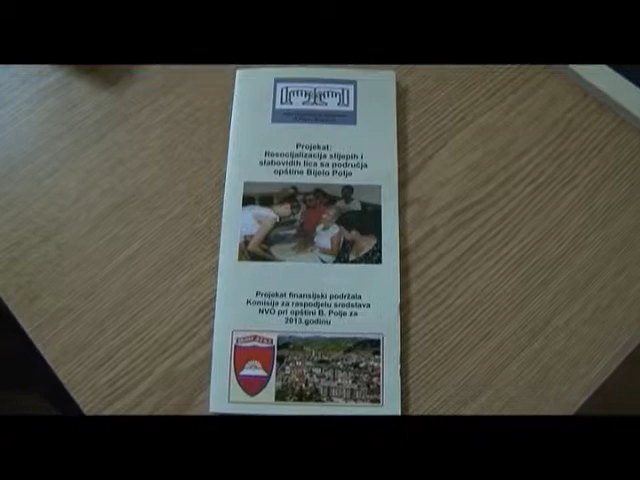 Projekat:
Resocijalizacija slijepih i
slabovidih lica sa područja
opštine Bijelo Polje
Projekat finansijski podržala
Komisija za raspodjelu sredstava
NVO pri opštini B. Polje za
2013.godinu